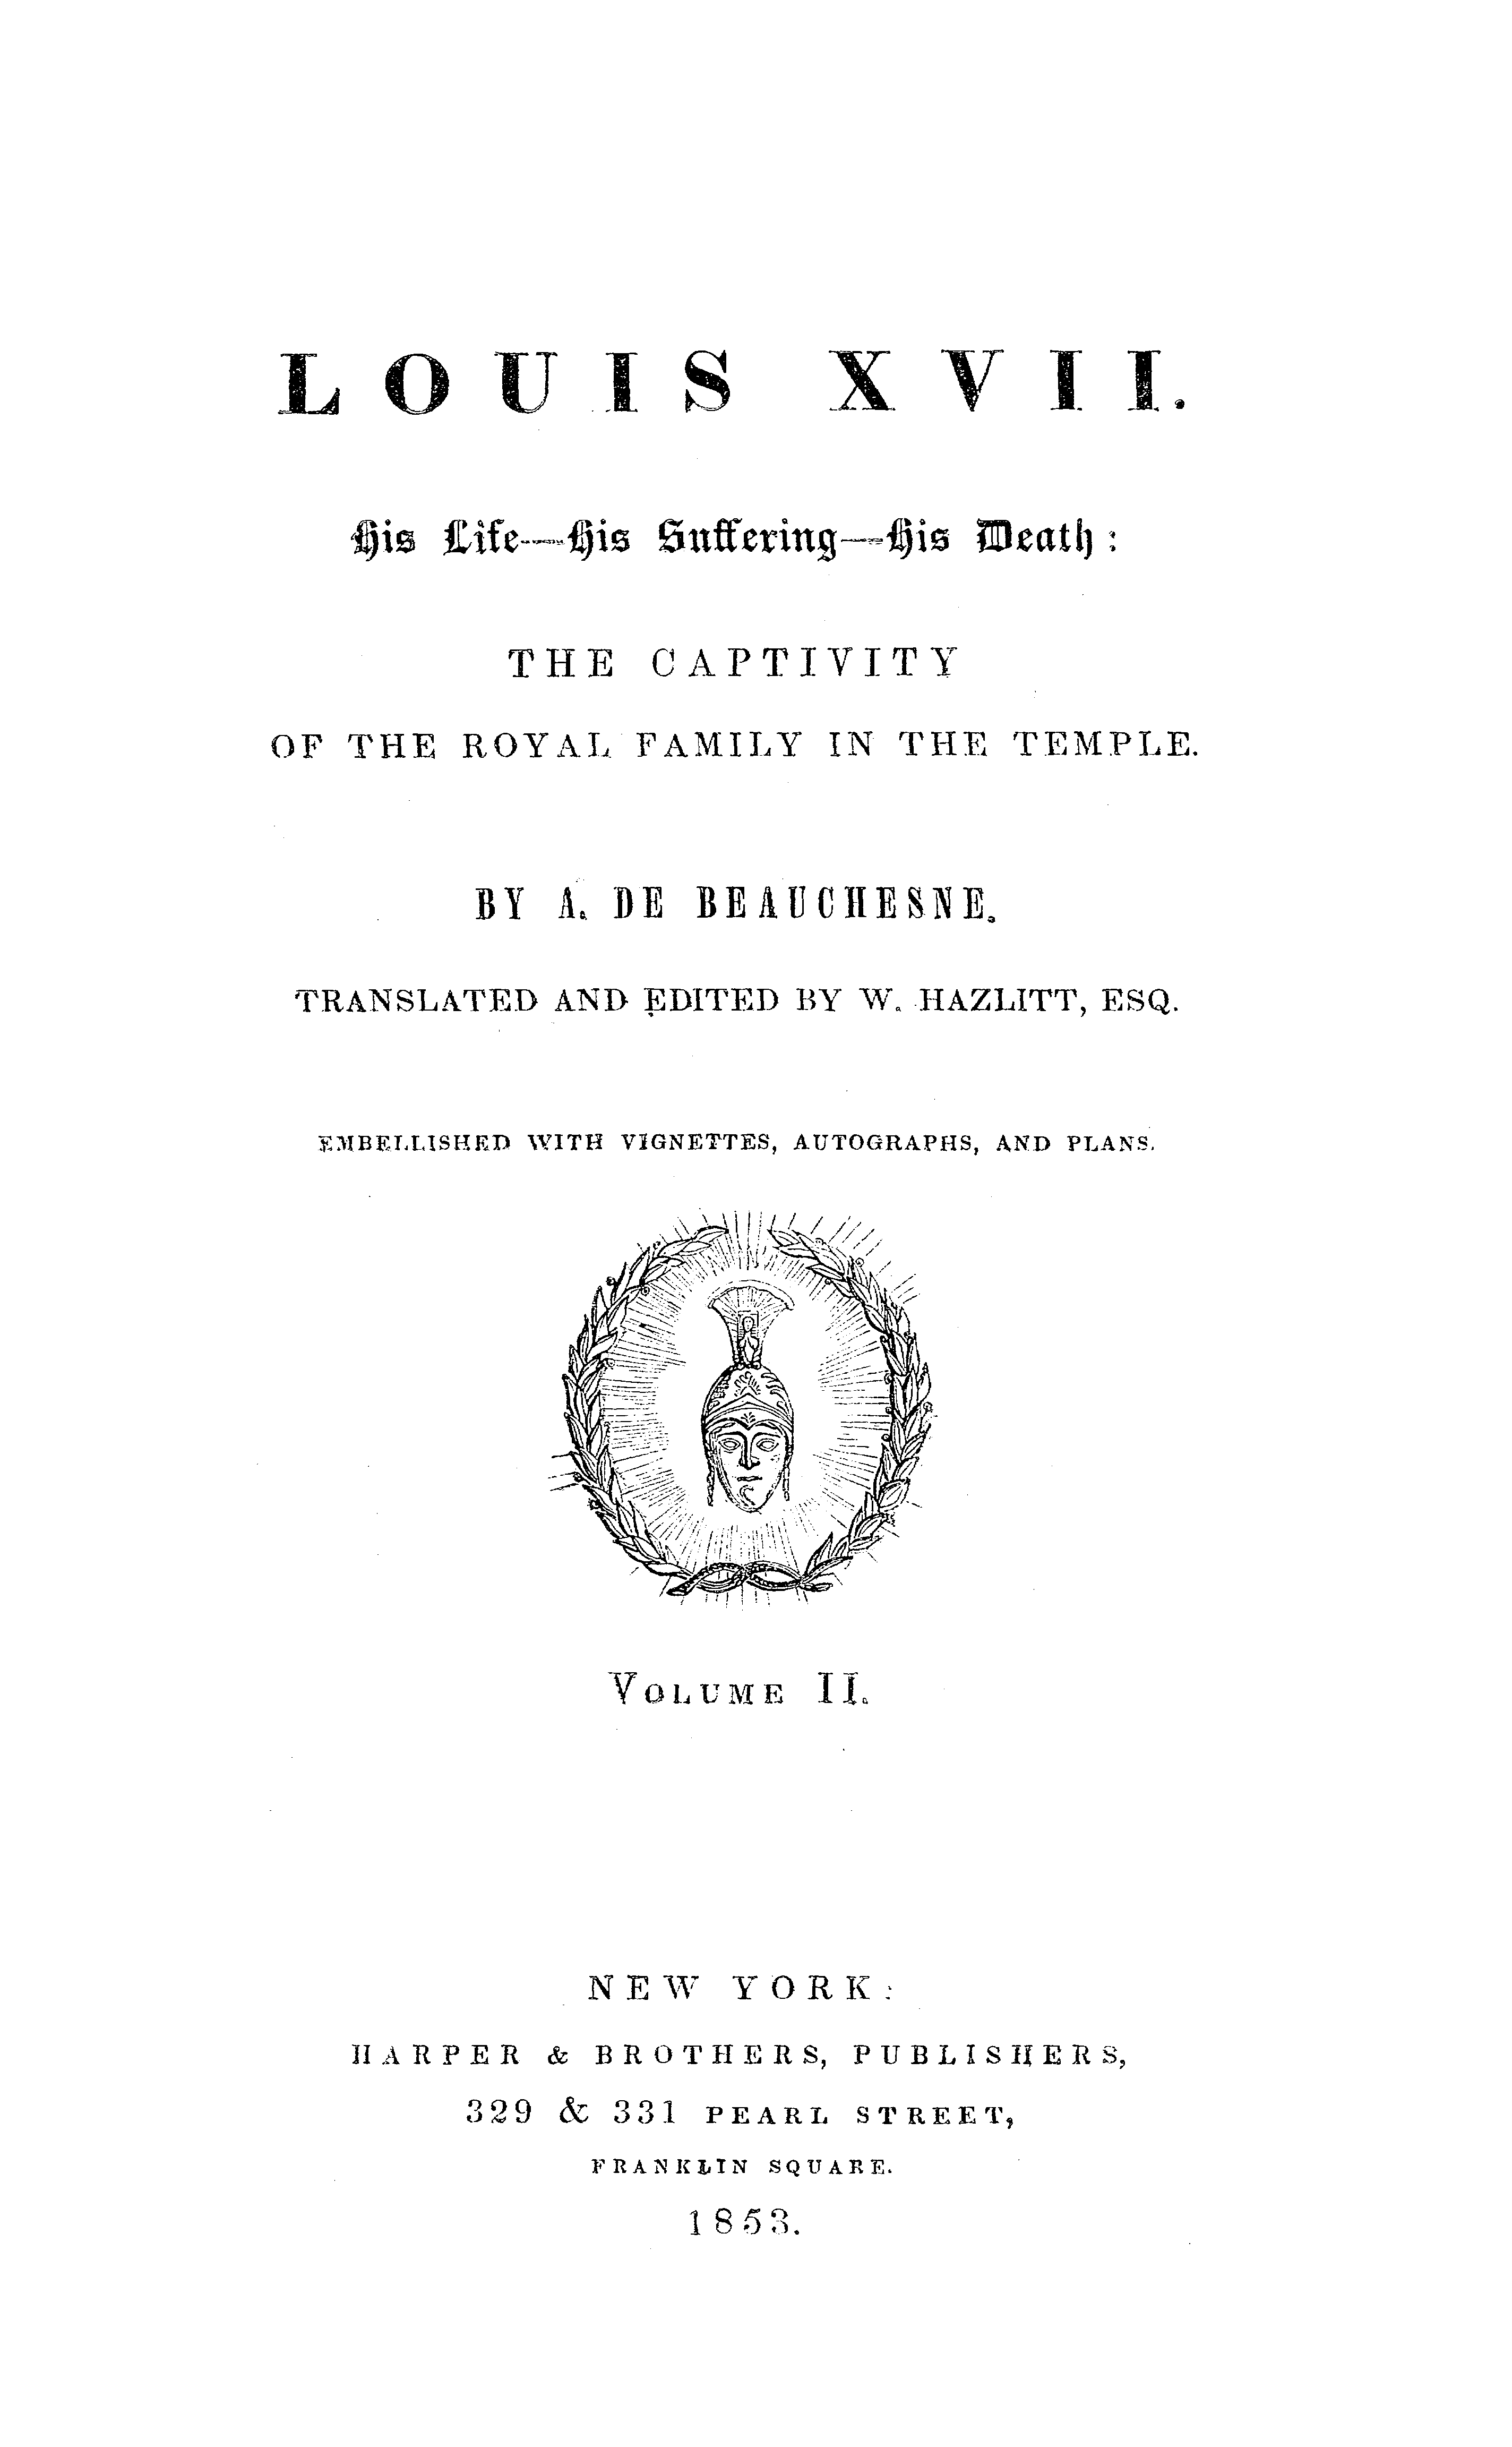 LOUIS XVII.
His Life—His Suffering—His Death:
THE CAPTIVITY
OF THE ROYAL FAMILY IN THE TEMPLE.
BY A. DE BEAUCHESNE.
TRANSLATED AND EDITED BY W. HAZLITT, ESQ.
EMBELLISHED WITH VIGNETTES, AUTOGRAPHS, AND PLANS.
VOLUME II.
NEW YORK:
HARPER & BROTHERS, PUBLISHERS,
329 & 331 PEARL STREET,
FRANKLIN SQUARE.
1853.